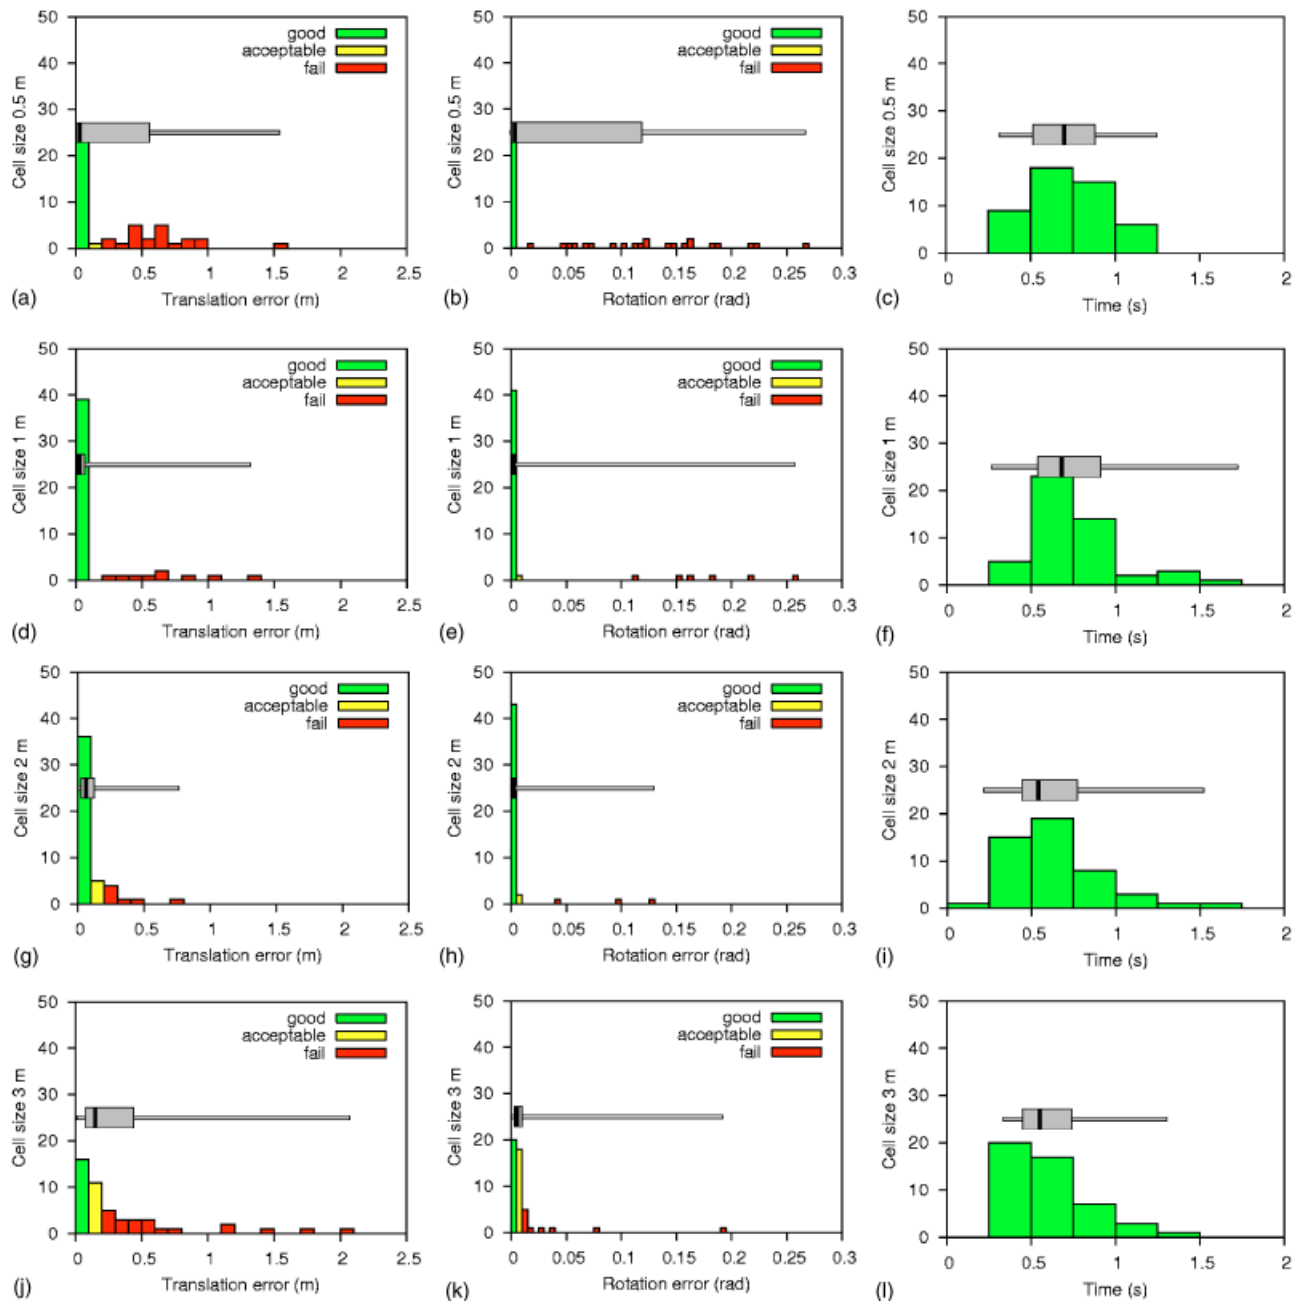 50
40
30
20
10
0
Cell size 0.5 m
good
acceptable
fail
0 0.5 1 1.5 2 2.5
(a) Translation error (m)
50
40
30
20
10
0
Cell size 0.5 m
good
acceptable
fail
0 0.05 0.1 0.15 0.2 0.25 0.3
(b) Rotation error (rad)
50
40
30
20
10
0
Cell size 0.5 m
0 0.5 1 1.5 2
(c) Time (s)
50
40
30
20
10
0
Cell size 1 m
good
acceptable
fail
0 0.5 1 1.5 2 2.5
(d) Translation error (m)
50
40
30
20
10
0
Cell size 1 m
good
acceptable
fail
0 0.05 0.1 0.15 0.2 0.25 0.3
(e) Rotation error (rad)
50
40
30
20
10
0
Cell size 1 m
0 0.5 1 1.5 2
(f) Time (s)
50
40
30
20
10
0
Cell size 2 m
good
acceptable
fail
0 0.5 1 1.5 2 2.5
(g) Translation error (m)
50
40
30
20
10
0
Cell size 2 m
good
acceptable
fail
0 0.05 0.1 0.15 0.2 0.25 0.3
(h) Rotation error (rad)
50
40
30
20
10
0
Cell size 2 m
0 0.5 1 1.5 2
(i) Time (s)
50
40
30
20
10
0
Cell size 3 m
good
acceptable
fail
0 0.5 1 1.5 2 2.5
(j) Translation error (m)
50
40
30
20
10
0
Cell size 3 m
good
acceptable
fail
0 0.05 0.1 0.15 0.2 0.25 0.3
(k) Rotation error (rad)
50
40
30
20
10
0
Cell size 3 m
0 0.5 1 1.5 2
(l) Time (s)